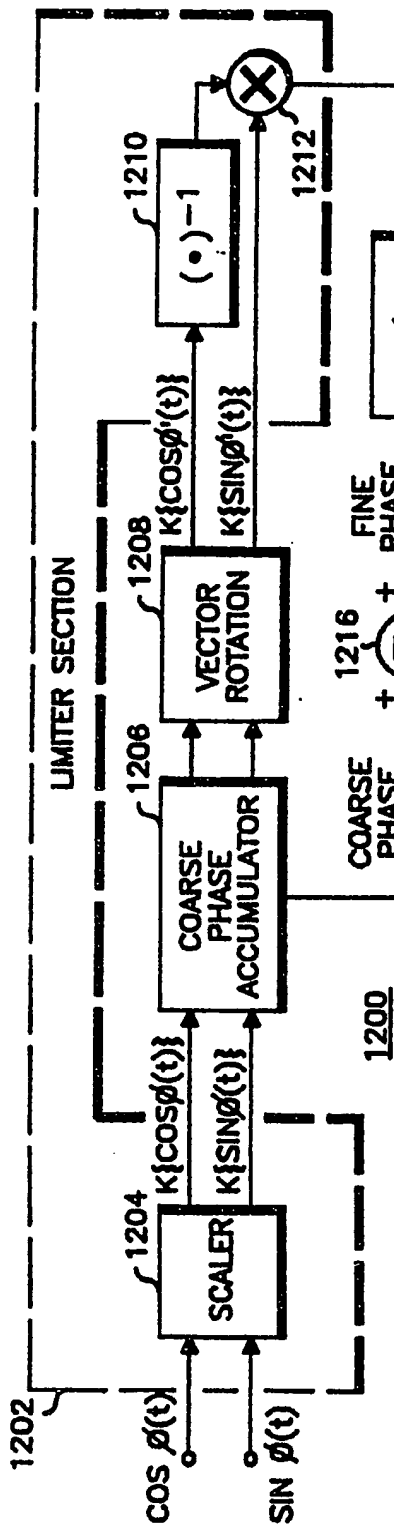 1202
LIMITER SECTION
COS Ø(t)
SIN Ø(t)
1204
SCALER
K{COSØ(t)}
K{SINØ(t)}
1206
COARSE
PHASE
ACCUMULATOR
1208
VECTOR
ROTATION
K{COSØ'(t)}
K{SINØ'(t)}
1210
(•)⁻¹
1212
1200
COARSE
PHASE
+
1216
+
FINE
PHASE